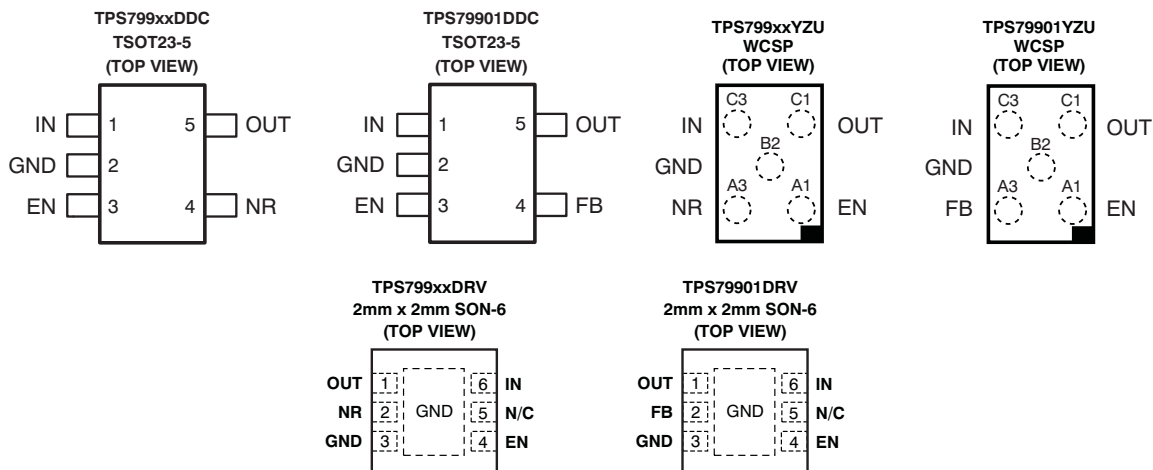 TPS799xxDDC
TSOT23-5
(TOP VIEW)
IN 1 5 OUT
GND 2
EN 3 4 NR
TPS79901DDC
TSOT23-5
(TOP VIEW)
IN 1 5 OUT
GND 2
EN 3 4 FB
TPS799xxYZU
WCSP
(TOP VIEW)
C3 C1
IN OUT
B2
GND
A3 A1
NR EN
TPS79901YZU
WCSP
(TOP VIEW)
C3 C1
IN OUT
B2
GND
A3 A1
FB EN
TPS799xxDRV
2mm x 2mm SON-6
(TOP VIEW)
OUT 1 6 IN
NR 2 GND 5 N/C
GND 3 4 EN
TPS79901DRV
2mm x 2mm SON-6
(TOP VIEW)
OUT 1 6 IN
FB 2 GND 5 N/C
GND 3 4 EN